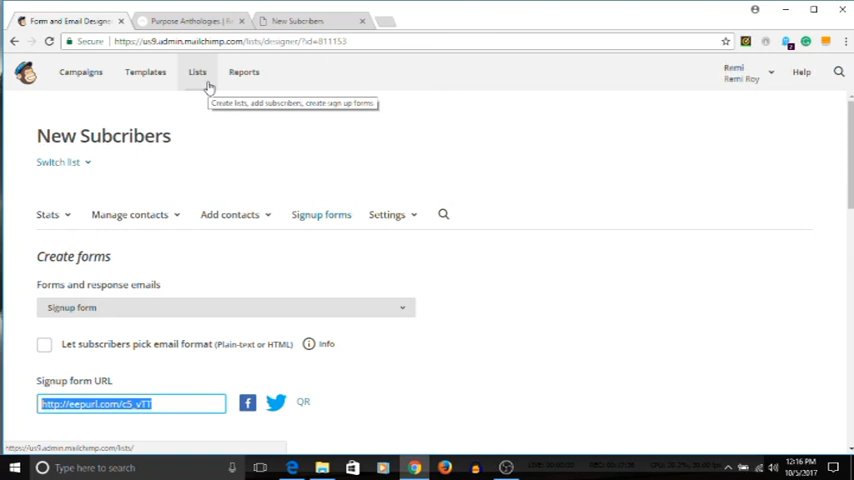 Form and Email Designer
Purpose Anthologies | Re
New Subcribers
Secure https://us9.admin.mailchimp.com/lists/designer/?id=811153
2
Campaigns Templates Lists Reports
Remi
Remi Roy
Help
Create lists, add subscribers, create sign up forms
New Subcribers
Switch list
Stats Manage contacts Add contacts Signup forms Settings
Create forms
Forms and response emails
Signup form
Let subscribers pick email format (Plain-text or HTML) Info
Signup form URL
http://eepurl.com/c5_vTT
QR
https://us9.admin.mailchimp.com/lists/
Type here to search
12:16 PM
10/5/2017